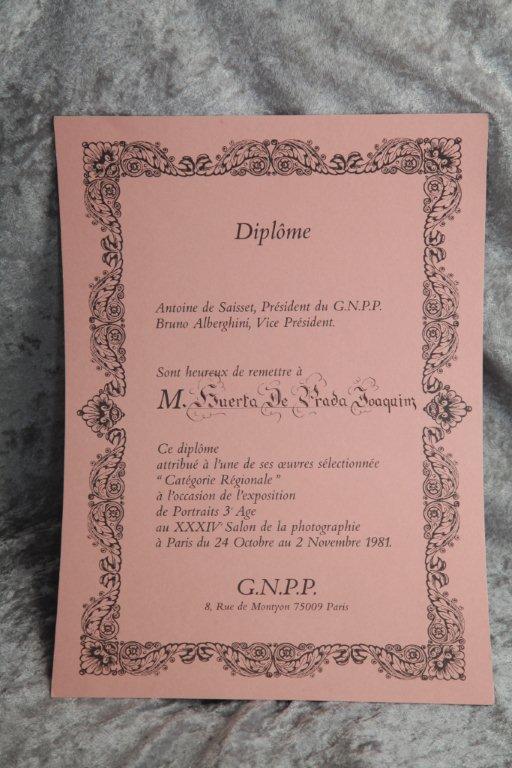 Diplôme
Antoine de Saisset, Président du G.N.P.P.
Bruno Alberghini, Vice Président.
Sont heureux de remettre à
M. Huerta De Prada Joaquim
Ce diplôme
attribué à l'une de ses œuvres sélectionnée
“Catégorie Régionale”
à l'occasion de l'exposition
de Portraits 3e Age
au XXXIVe Salon de la photographie
à Paris du 24 Octobre au 2 Novembre 1981.
G.N.P.P.
8, Rue de Montyon 75009 Paris